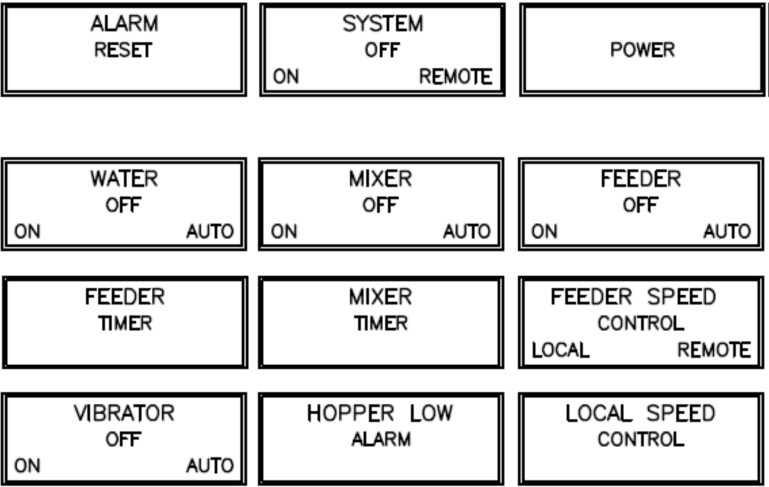 ALARM
RESET
SYSTEM
OFF
ON REMOTE
POWER
WATER
OFF
ON AUTO
MIXER
OFF
ON AUTO
FEEDER
OFF
ON AUTO
FEEDER
TIMER
MIXER
TIMER
FEEDER SPEED
CONTROL
LOCAL REMOTE
VIBRATOR
OFF
ON AUTO
HOPPER LOW
ALARM
LOCAL SPEED
CONTROL